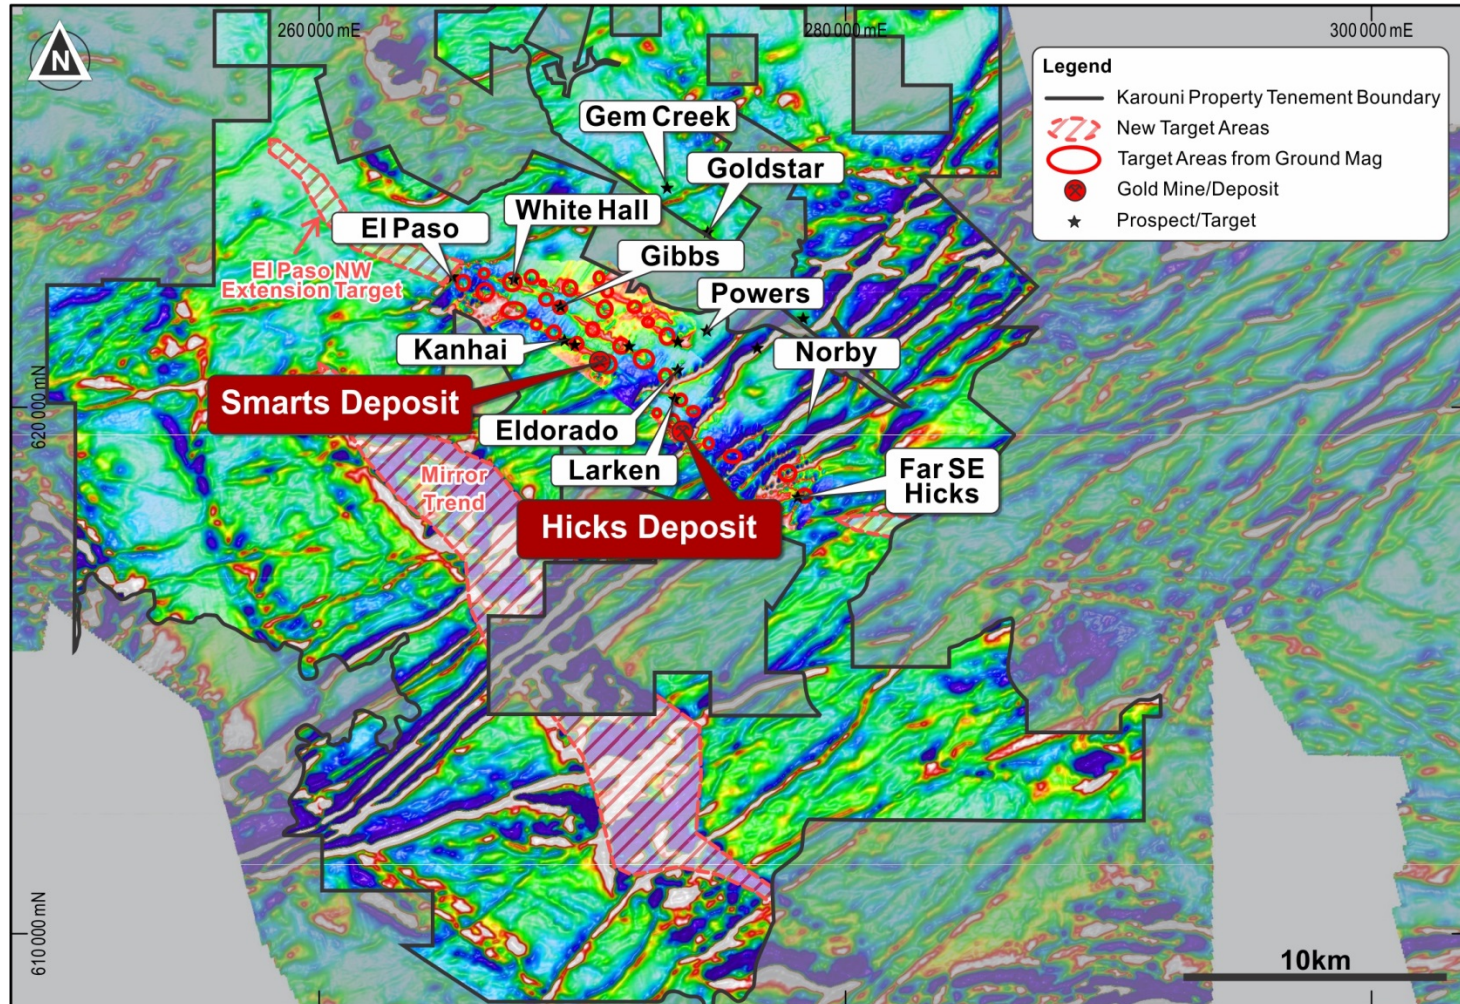 260 000 mE
280 000 mE
300 000 mE
N
Legend
Karouni Property Tenement Boundary
New Target Areas
Target Areas from Ground Mag
Gold Mine/Deposit
Prospect/Target
Gem Creek
Goldstar
White Hall
El Paso
Gibbs
El Paso NW
Extension Target
Powers
Kanhai
Norby
Smarts Deposit
620 000 mN
Eldorado
Larken
Far SE
Hicks
Mirror
Trend
Hicks Deposit
610 000 mN
10km